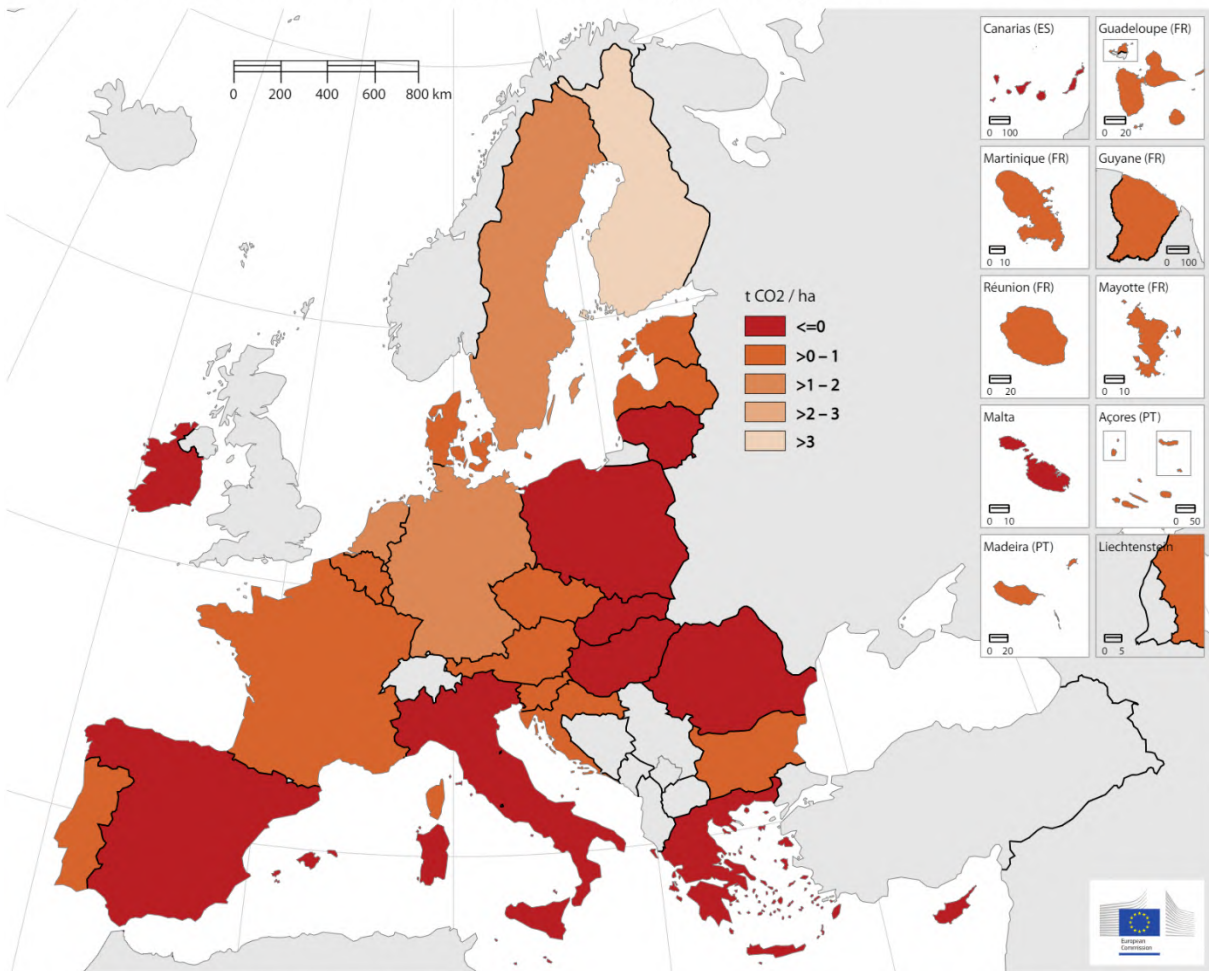 0 200 400 600 800 km
t CO2 / ha
<=0
>0 – 1
>1 – 2
>2 – 3
>3
Canarias (ES)
0 100
Guadeloupe (FR)
0 20
Martinique (FR)
0 10
Guyane (FR)
0 100
Réunion (FR)
0 20
Mayotte (FR)
0 10
Malta
0 10
Açores (PT)
0 50
Madeira (PT)
0 20
Liechtenstein
0 5
European
Commission